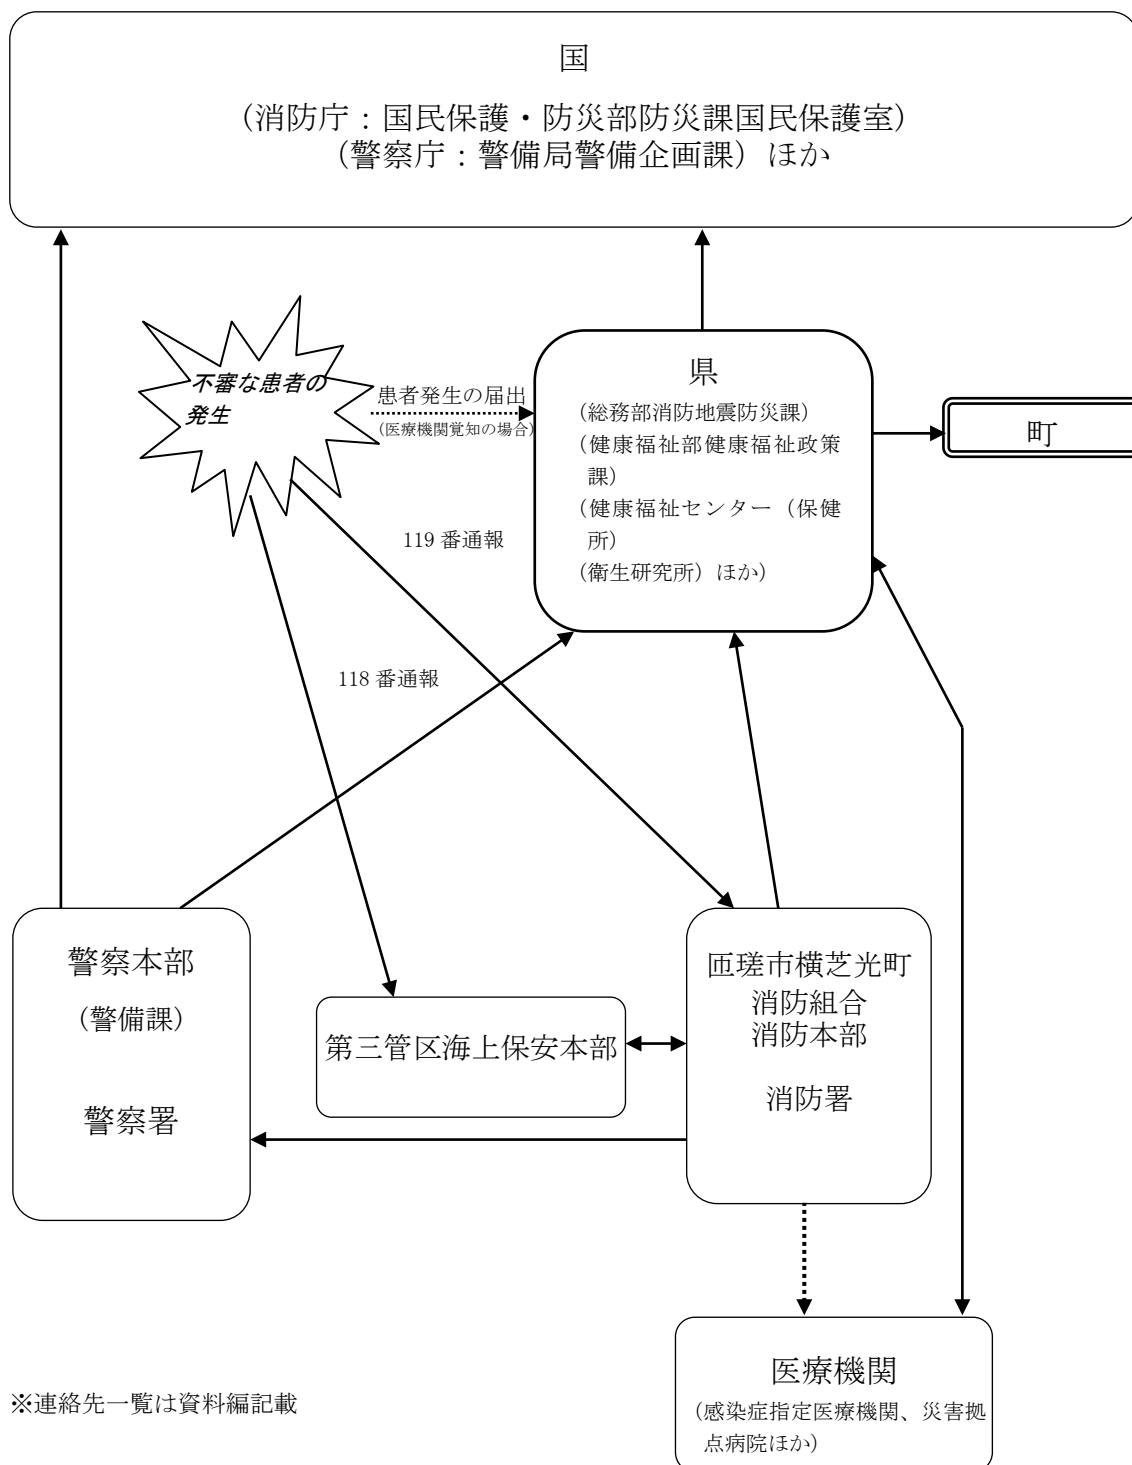 国
（消防庁：国民保護・防災部防災課国民保護室）
（警察庁：警備局警備企画課）ほか
不審な患者の
発生
患者発生の届出
（医療機関覚知の場合）
県
（総務部消防地震防災課）
（健康福祉部健康福祉政策
課）
（健康福祉センター（保健
所）
（衛生研究所）ほか）
町
119 番通報
118 番通報
警察本部
（警備課）
警察署
第三管区海上保安本部
匝瑳市横芝光町
消防組合
消防本部
消防署
医療機関
（感染症指定医療機関、災害拠
点病院ほか）
※連絡先一覧は資料編記載